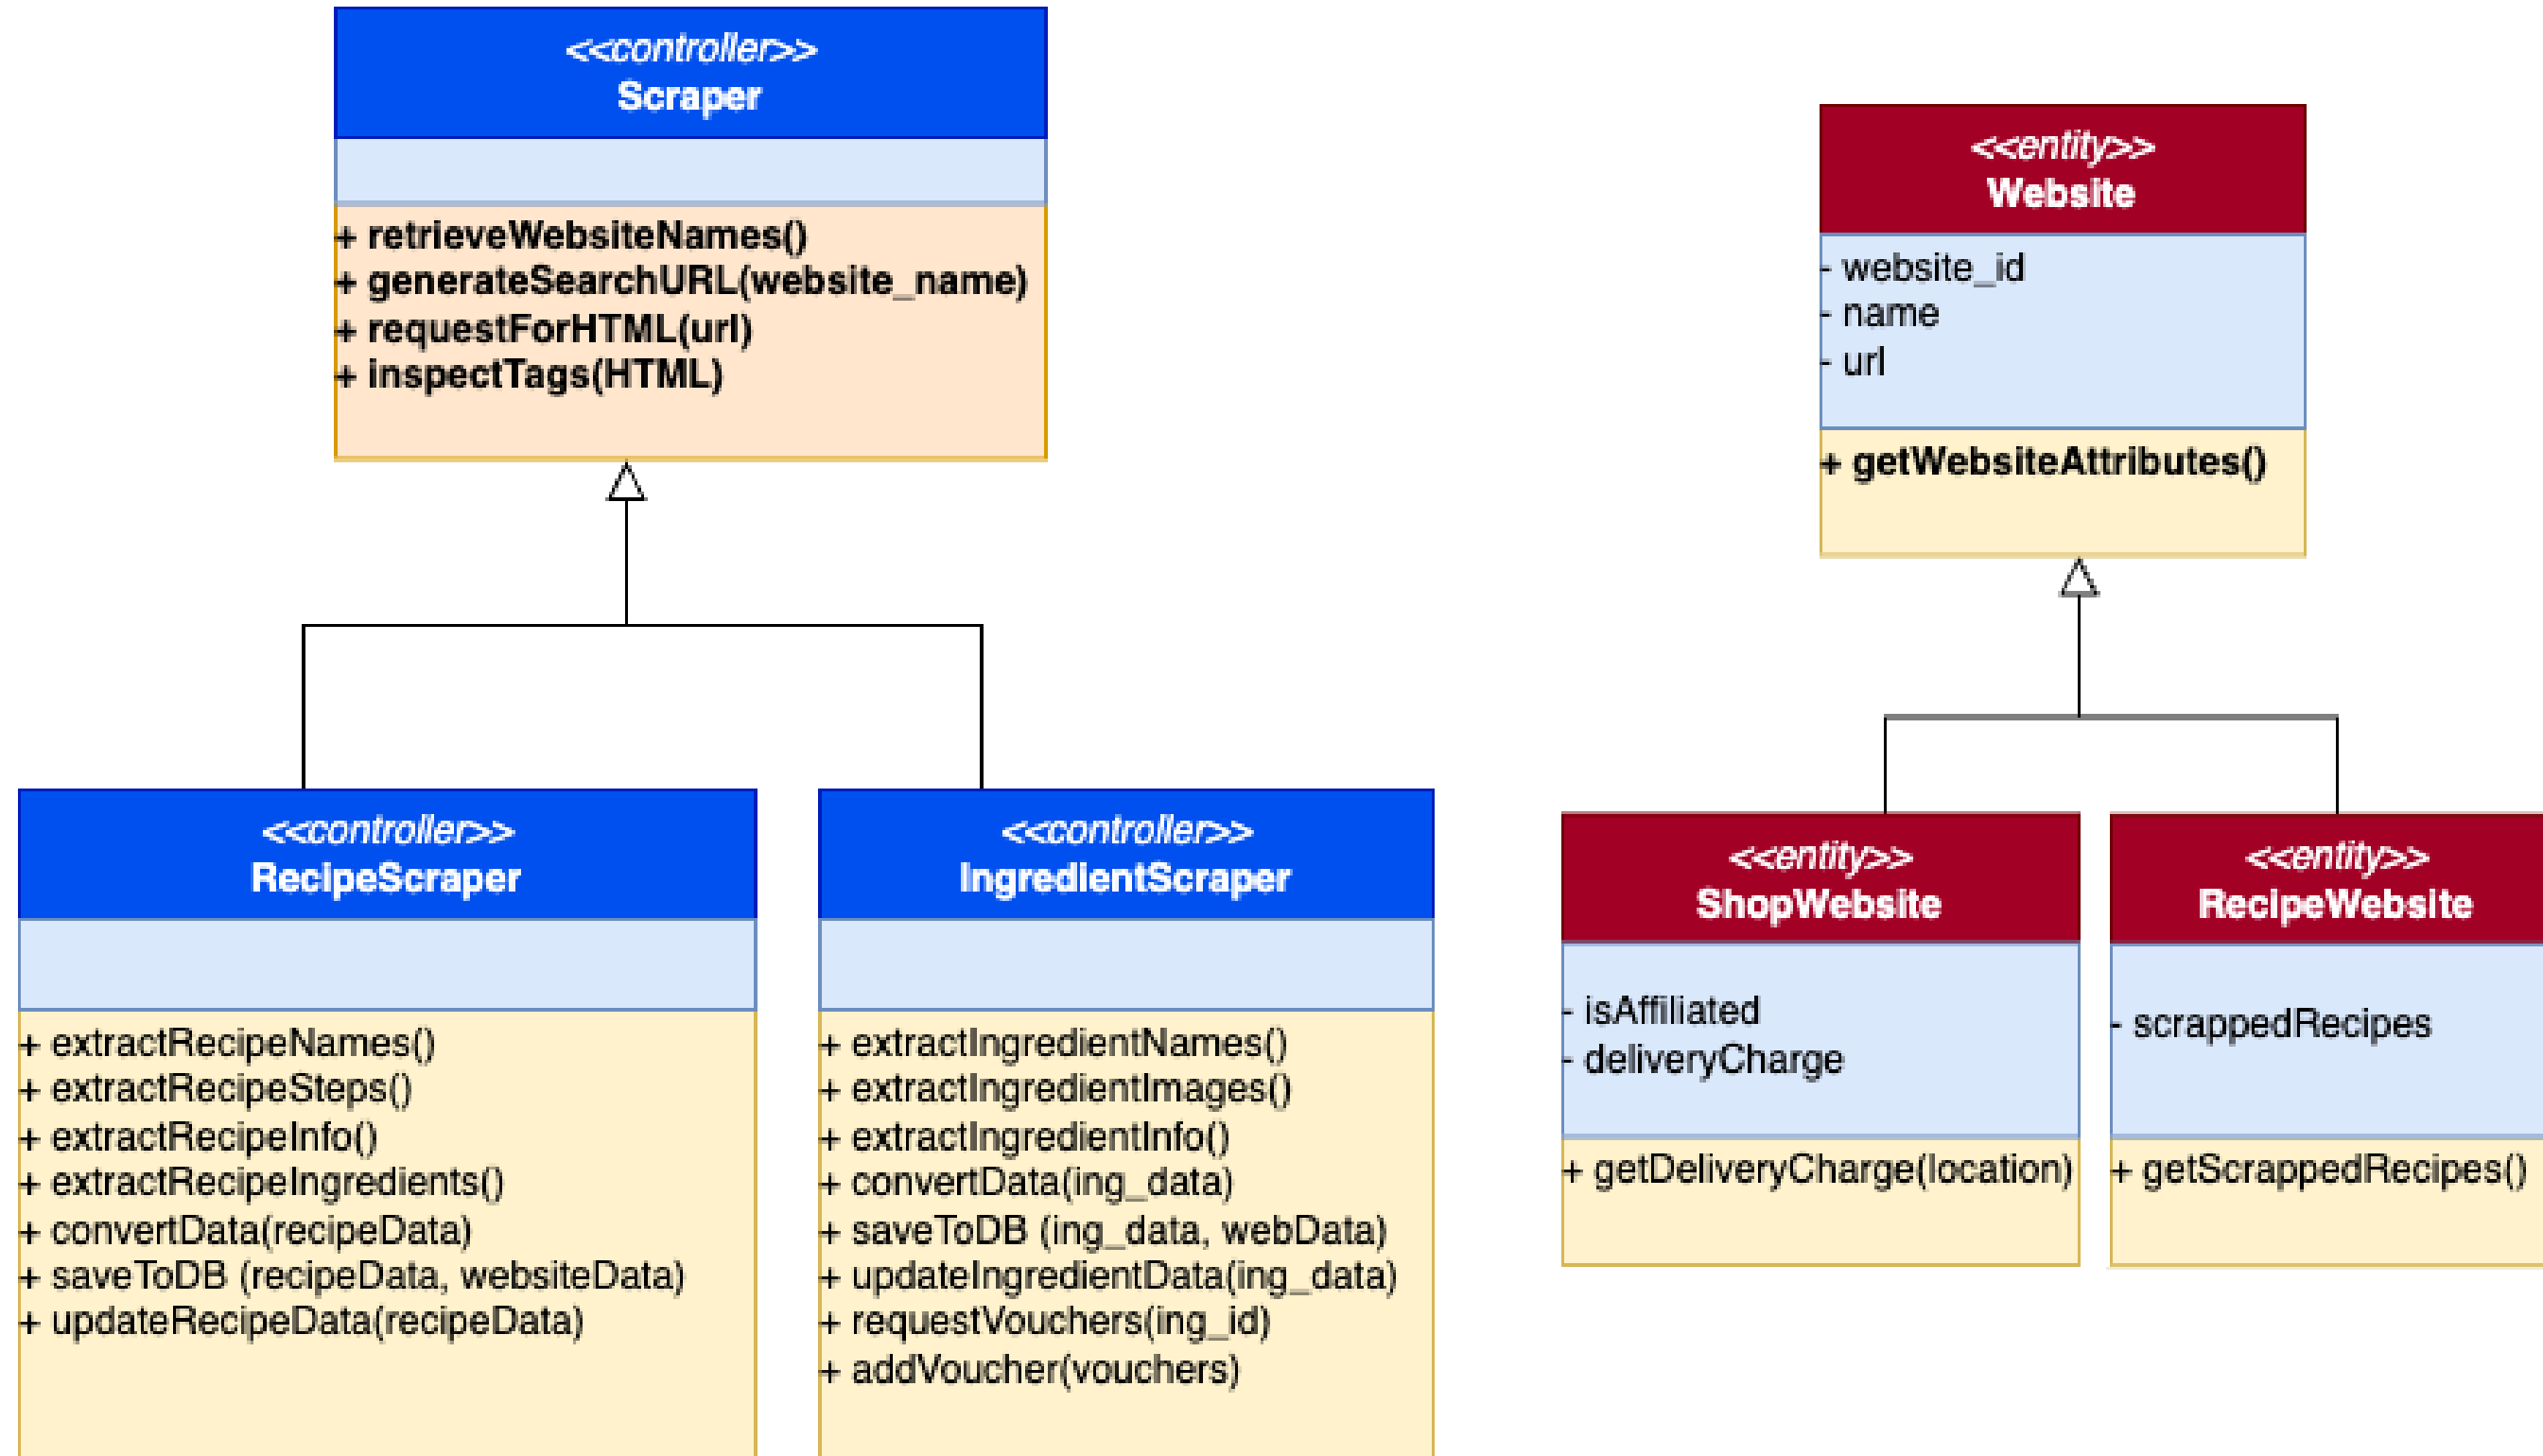 <<controller>>
Scraper
+ retrieveWebsiteNames()
+ generateSearchURL(website_name)
+ requestForHTML(url)
+ inspectTags(HTML)
<<entity>>
Website
- website_id
- name
- url
+ getWebsiteAttributes()
<<controller>>
RecipeScraper
+ extractRecipeNames()
+ extractRecipeSteps()
+ extractRecipeInfo()
+ extractRecipeIngredients()
+ convertData(recipeData)
+ saveToDB (recipeData, websiteData)
+ updateRecipeData(recipeData)
<<controller>>
IngredientScraper
+ extractIngredientNames()
+ extractIngredientImages()
+ extractIngredientInfo()
+ convertData(ing_data)
+ saveToDB (ing_data, webData)
+ updateIngredientData(ing_data)
+ requestVouchers(ing_id)
+ addVoucher(vouchers)
<<entity>>
ShopWebsite
- isAffiliated
- deliveryCharge
+ getDeliveryCharge(location)
<<entity>>
RecipeWebsite
- scrappedRecipes
+ getScrappedRecipes()